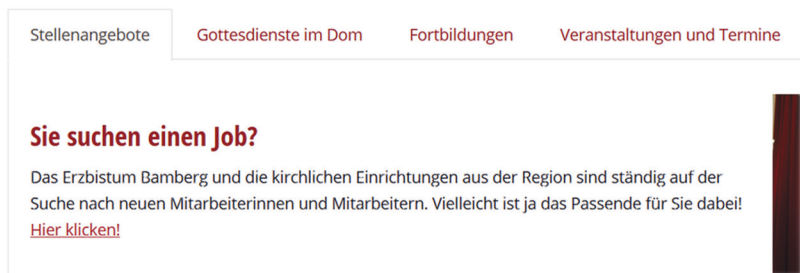 Stellenangebote Gottesdienste im Dom Fortbildungen Veranstaltungen und Termine
Sie suchen einen Job?
Das Erzbistum Bamberg und die kirchlichen Einrichtungen aus der Region sind ständig auf der
Suche nach neuen Mitarbeiterinnen und Mitarbeitern. Vielleicht ist ja das Passende für Sie dabei!
Hier klicken!